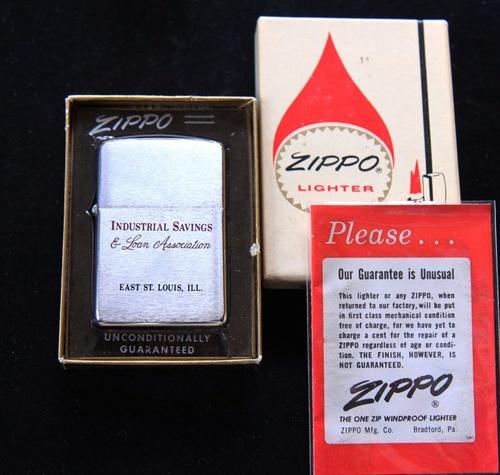 ZIPPO
INDUSTRIAL SAVINGS
& Loan Association
EAST ST. LOUIS, ILL.
UNCONDITIONALLY
GUARANTEED
ZIPPO®
LIGHTER
Please...
Our Guarantee is Unusual
This lighter or any ZIPPO, when
returned to our factory, will be put
in first class mechanical condition
free of charge, for we have yet to
charge a cent for the repair of a
ZIPPO regardless of age or condi-
tion. THE FINISH, HOWEVER, IS
NOT GUARANTEED.
ZIPPO®
THE ONE ZIP WINDPROOF LIGHTER
ZIPPO Mfg. Co. Bradford, Pa.